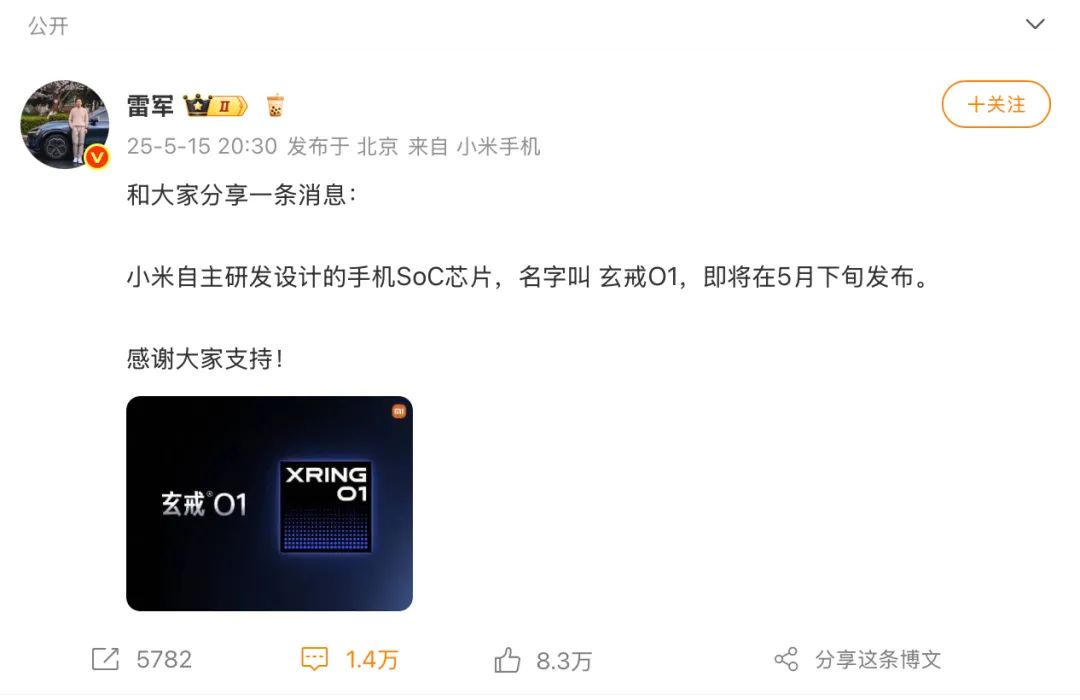 公开
雷军 II
25-5-15 20:30 发布于 北京 来自 小米手机
+关注
和大家分享一条消息：
小米自主研发设计的手机SoC芯片，名字叫 玄戒O1，即将在5月下旬发布。
感谢大家支持！
mi
玄戒®O1
XRING
O1
5782
1.4万
8.3万
分享这条博文